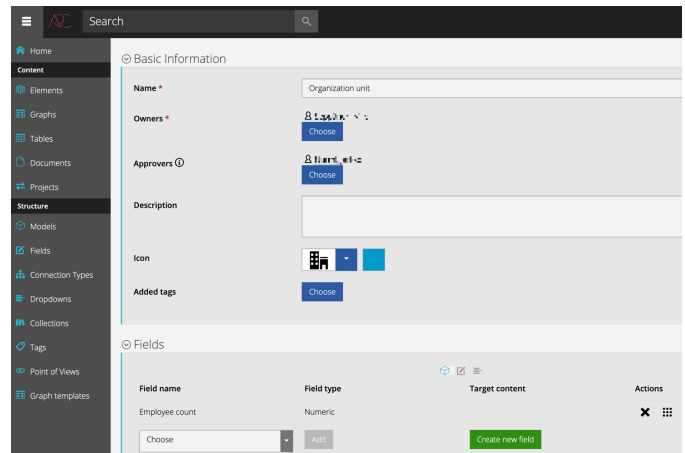 ARC Search
Home
Content
Elements
Graphs
Tables
Documents
Projects
Structure
Models
Fields
Connection Types
Dropdowns
Collections
Tags
Point of Views
Graph templates
Basic Information
Name * Organization unit
Owners *
Choose
Approvers
Choose
Description
Icon
Added tags Choose
Fields
Field name Field type Target content Actions
Employee count Numeric
Choose Add Create new field